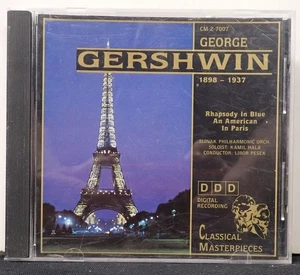 CM 2 7007
GEORGE
GERSHWIN
1898 - 1937
Rhapsody in Blue
An American
In Paris
SLOVAK PHILHARMONIC ORCH
SOLOIST: KAMIL HALA
CONDUCTOR: LIBOR PESEK
DDD
DIGITAL
RECORDING
CLASSICAL
MASTERPIECES